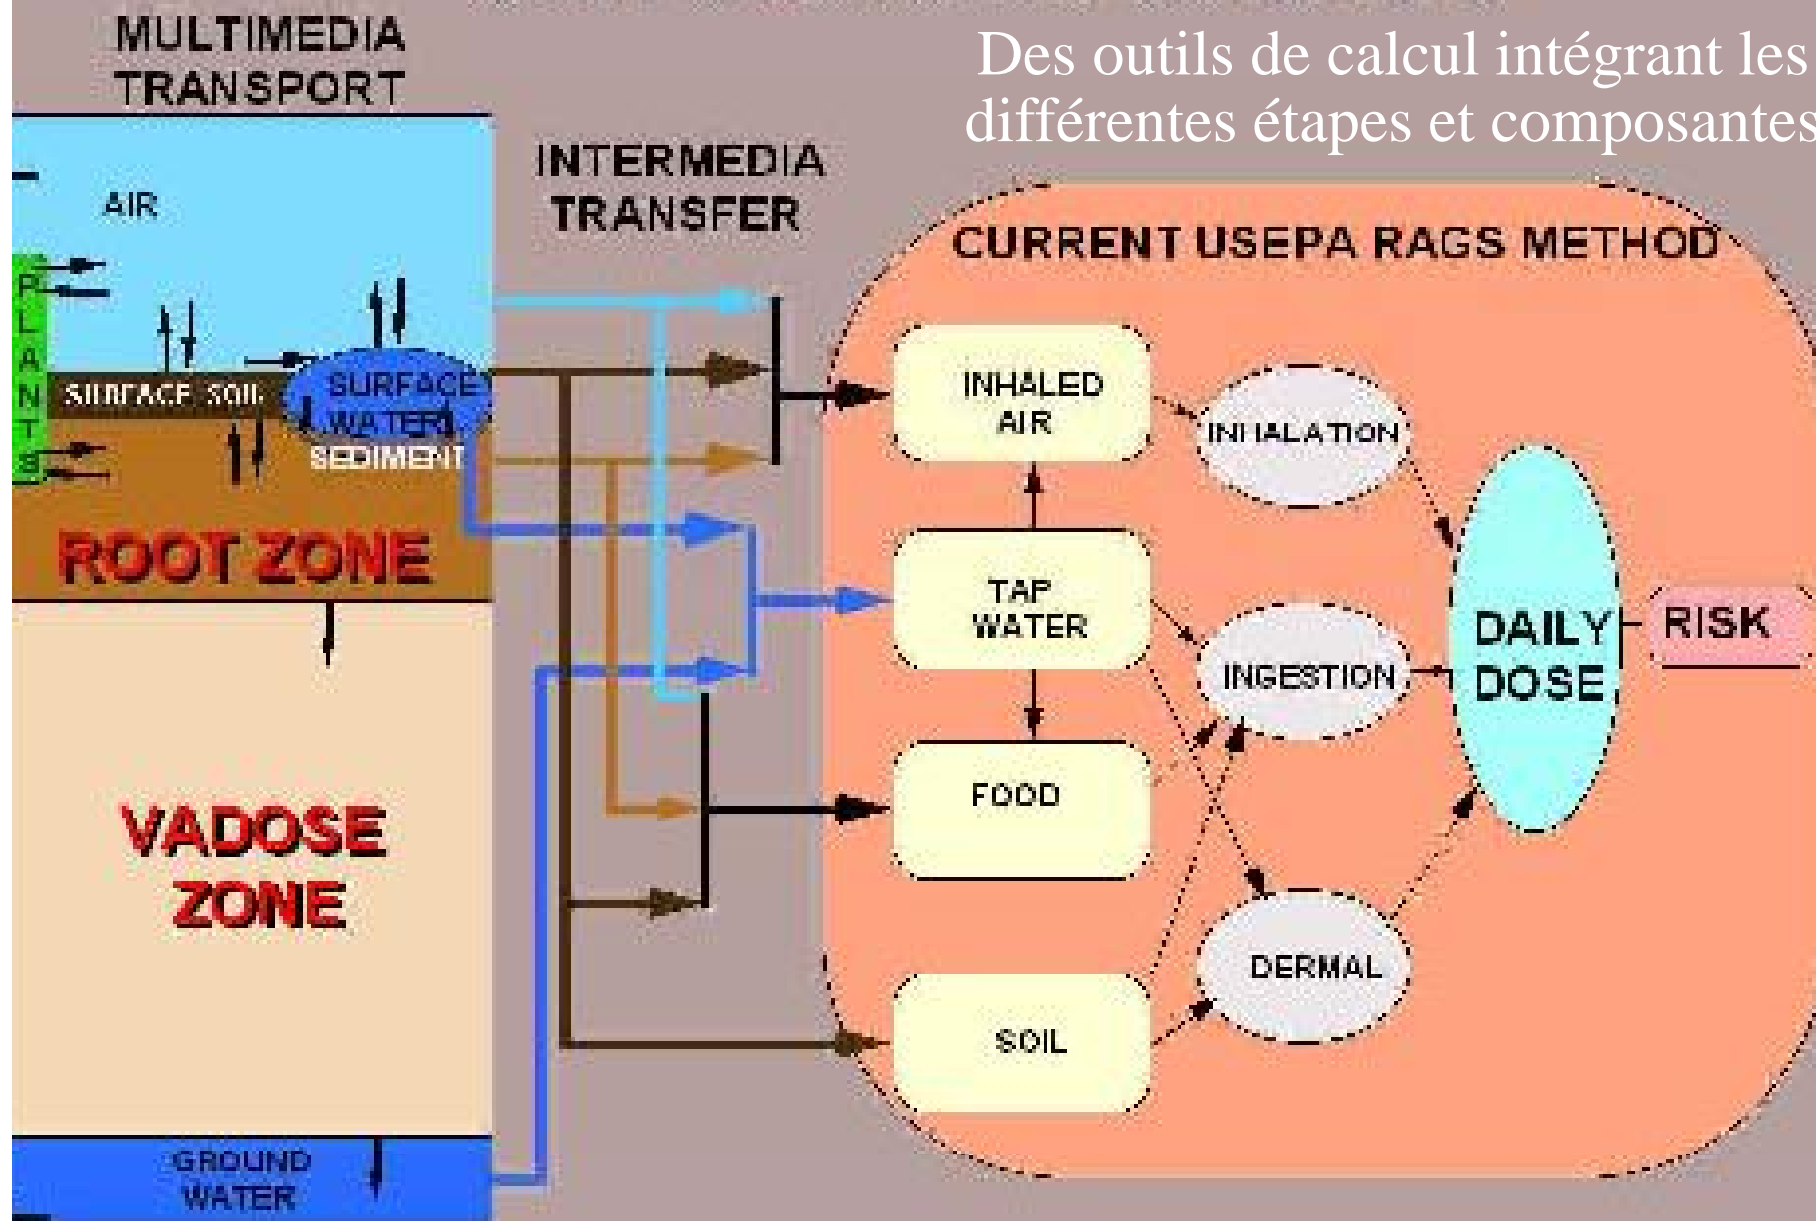 MULTIMEDIA
TRANSPORT
Des outils de calcul intégrant les
différentes étapes et composantes
INTERMEDIA
TRANSFER
CURRENT USEPA RAGS METHOD
AIR
PLANTS
SURFACE SOIL
SURFACE
WATER
SEDIMENT
ROOT ZONE
VADOSE
ZONE
GROUND
WATER
INHALED
AIR
TAP
WATER
FOOD
SOIL
INHALATION
INGESTION
DERMAL
DAILY
DOSE
RISK